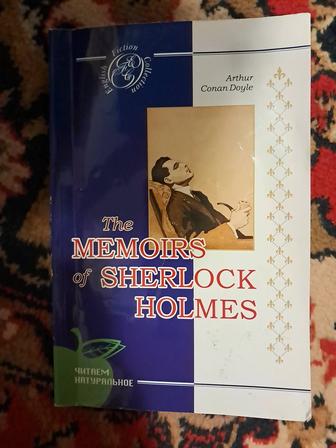 English Fiction Collection
Arthur
Conan Doyle
The
MEMOIRS
of SHERLOCK
HOLMES
ЧИТАЕМ
НАТУРАЛЬНОЕ